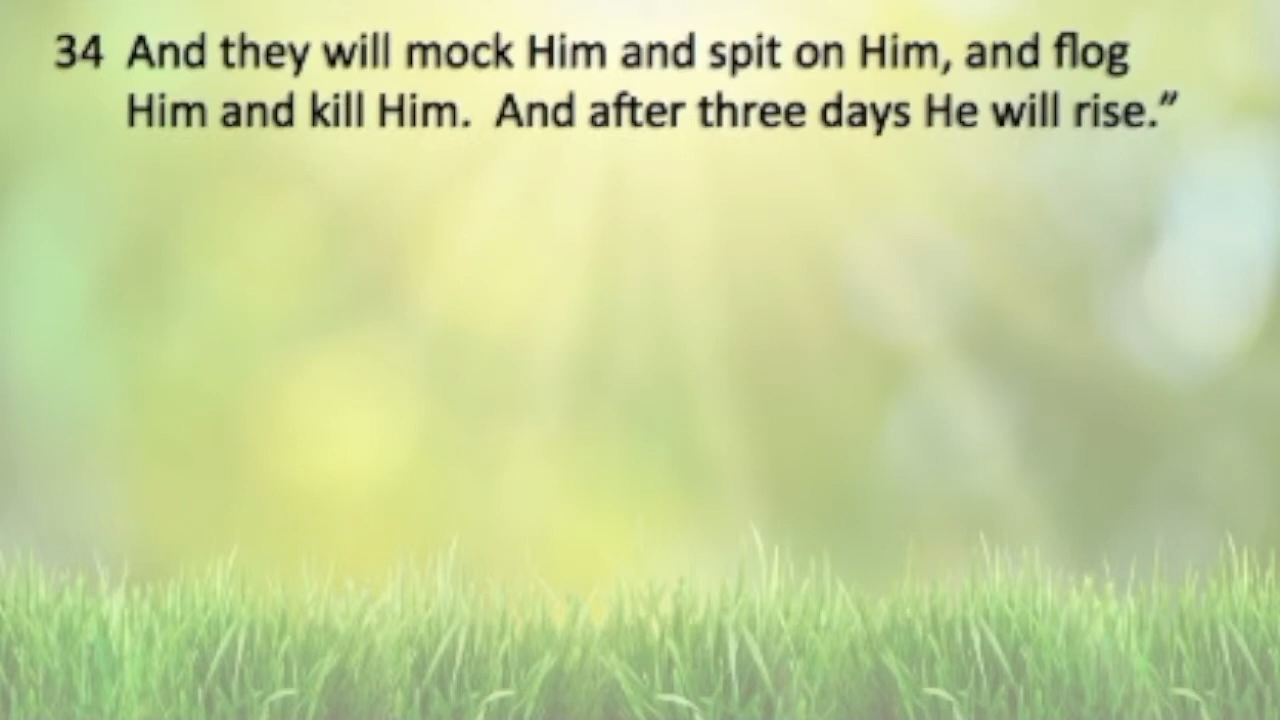 34 And they will mock Him and spit on Him, and flog
Him and kill Him. And after three days He will rise.”